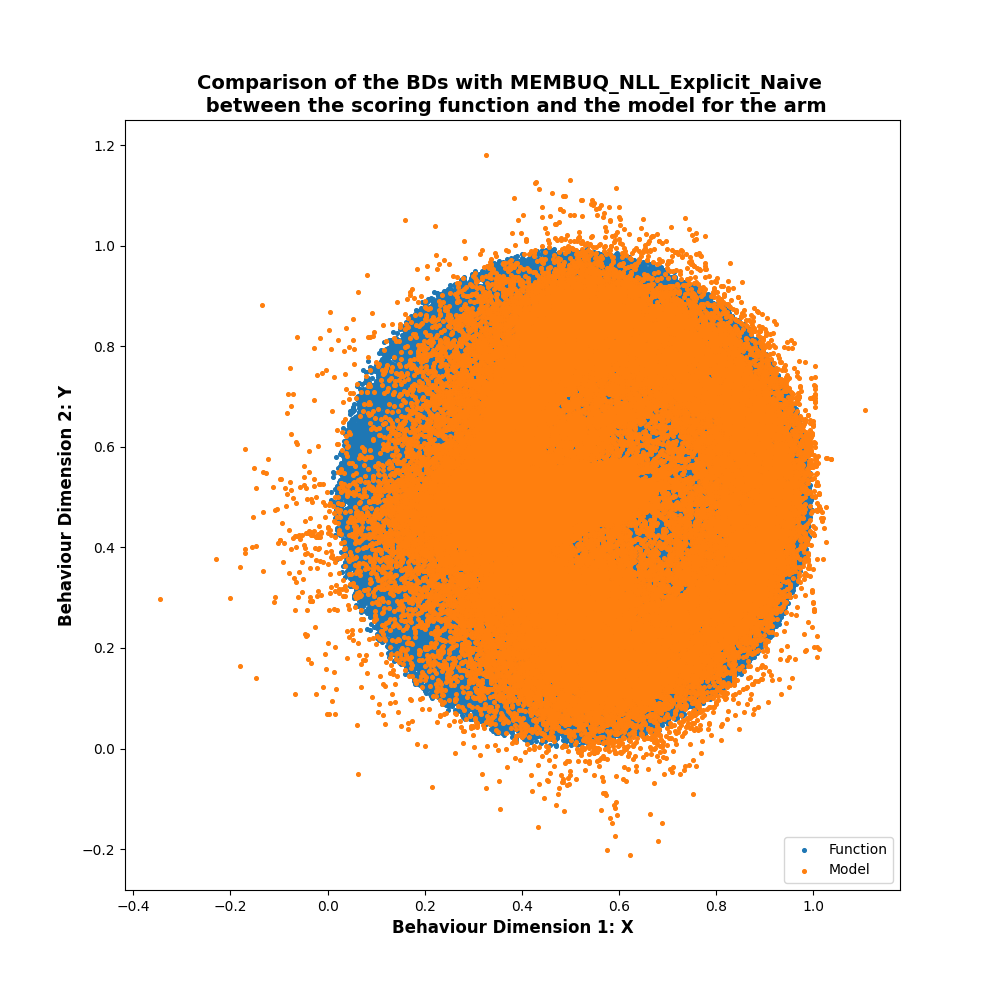 Comparison of the BDs with MEMBUQ_NLL_Explicit_Naive
between the scoring function and the model for the arm
1.2
1.0
0.8
0.6
0.4
0.2
0.0
−0.2
Behaviour Dimension 2: Y
Function
Model
−0.4 −0.2 0.0 0.2 0.4 0.6 0.8 1.0
Behaviour Dimension 1: X